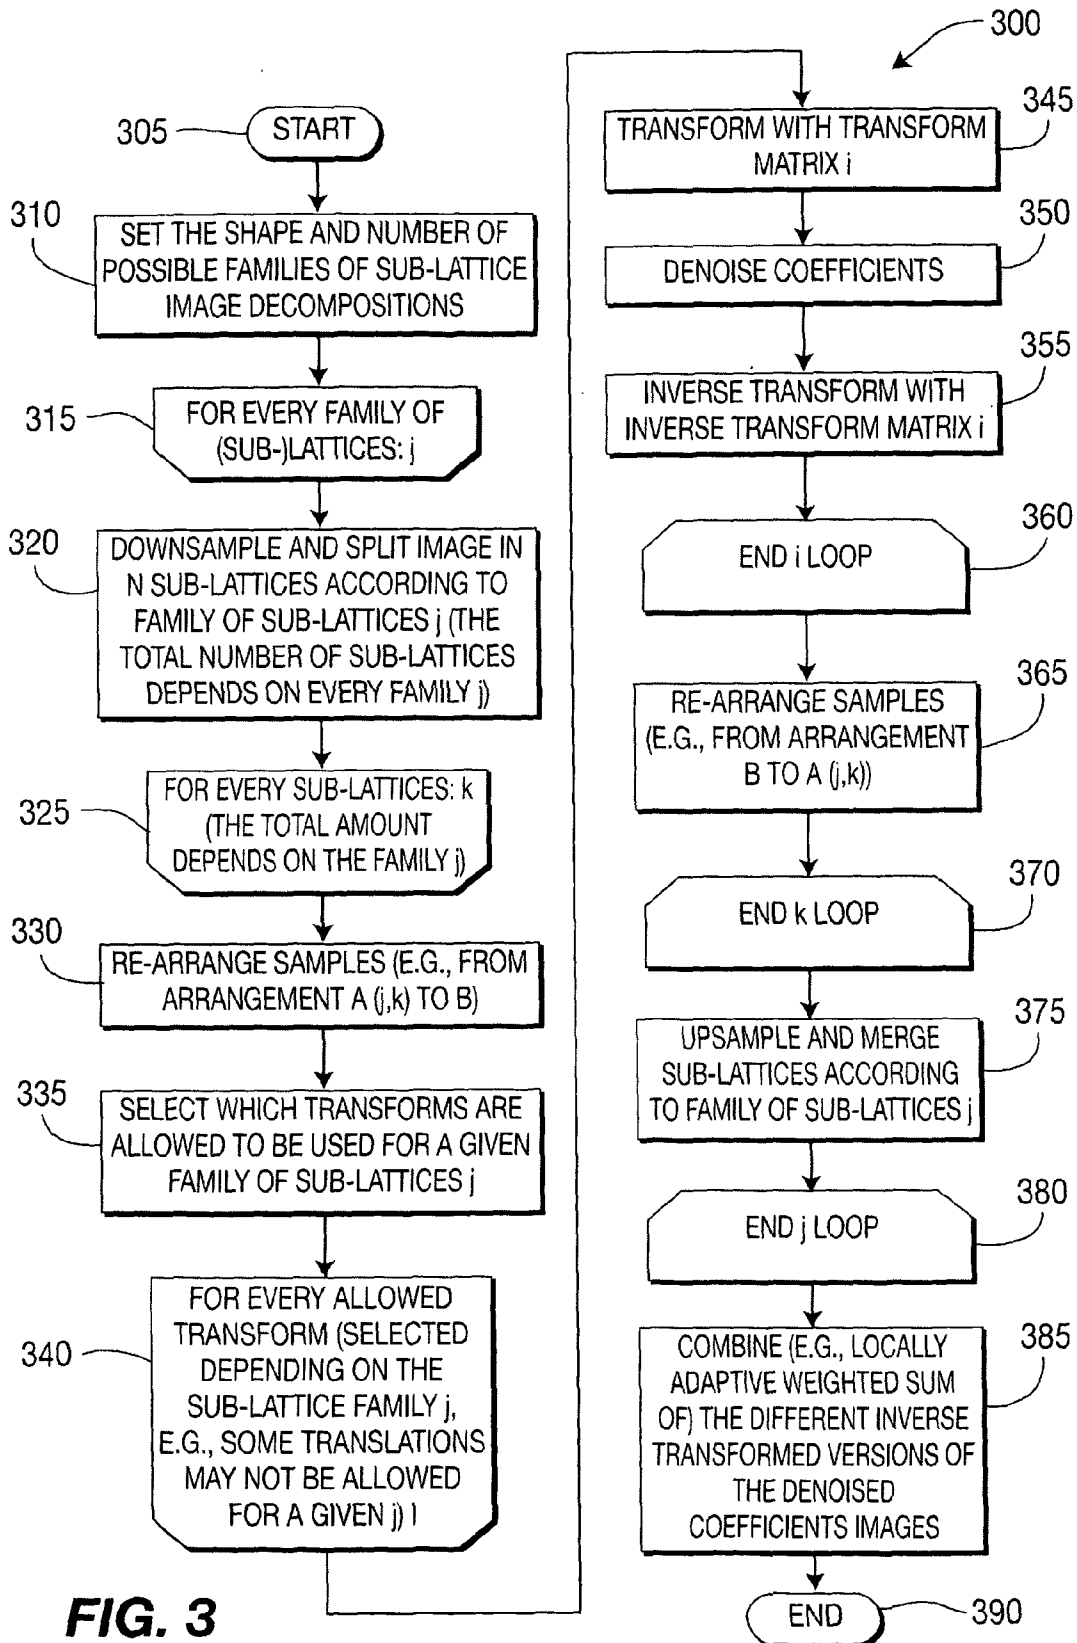 300
305
START
310
SET THE SHAPE AND NUMBER OF
POSSIBLE FAMILIES OF SUB-LATTICE
IMAGE DECOMPOSITIONS
315
FOR EVERY FAMILY OF
(SUB-)LATTICES: j
320
DOWNSAMPLE AND SPLIT IMAGE IN
N SUB-LATTICES ACCORDING TO
FAMILY OF SUB-LATTICES j (THE
TOTAL NUMBER OF SUB-LATTICES
DEPENDS ON EVERY FAMILY j)
325
FOR EVERY SUB-LATTICES: k
(THE TOTAL AMOUNT
DEPENDS ON THE FAMILY j)
330
RE-ARRANGE SAMPLES (E.G., FROM
ARRANGEMENT A (j,k) TO B)
335
SELECT WHICH TRANSFORMS ARE
ALLOWED TO BE USED FOR A GIVEN
FAMILY OF SUB-LATTICES j
340
FOR EVERY ALLOWED
TRANSFORM (SELECTED
DEPENDING ON THE
SUB-LATTICE FAMILY j,
E.G., SOME TRANSLATIONS
MAY NOT BE ALLOWED
FOR A GIVEN j) I
345
TRANSFORM WITH TRANSFORM
MATRIX i
350
DENOISE COEFFICIENTS
355
INVERSE TRANSFORM WITH
INVERSE TRANSFORM MATRIX i
360
END i LOOP
365
RE-ARRANGE SAMPLES
(E.G., FROM ARRANGEMENT
B TO A (j,k))
370
END k LOOP
375
UPSAMPLE AND MERGE
SUB-LATTICES ACCORDING
TO FAMILY OF SUB-LATTICES j
380
END j LOOP
385
COMBINE (E.G., LOCALLY
ADAPTIVE WEIGHTED SUM
OF) THE DIFFERENT INVERSE
TRANSFORMED VERSIONS OF
THE DENOISED
COEFFICIENTS IMAGES
END
390
FIG. 3